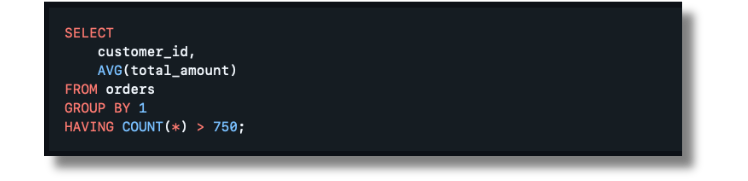 SELECT
    customer_id,
    AVG(total_amount)
FROM orders
GROUP BY 1
HAVING COUNT(*) > 750;